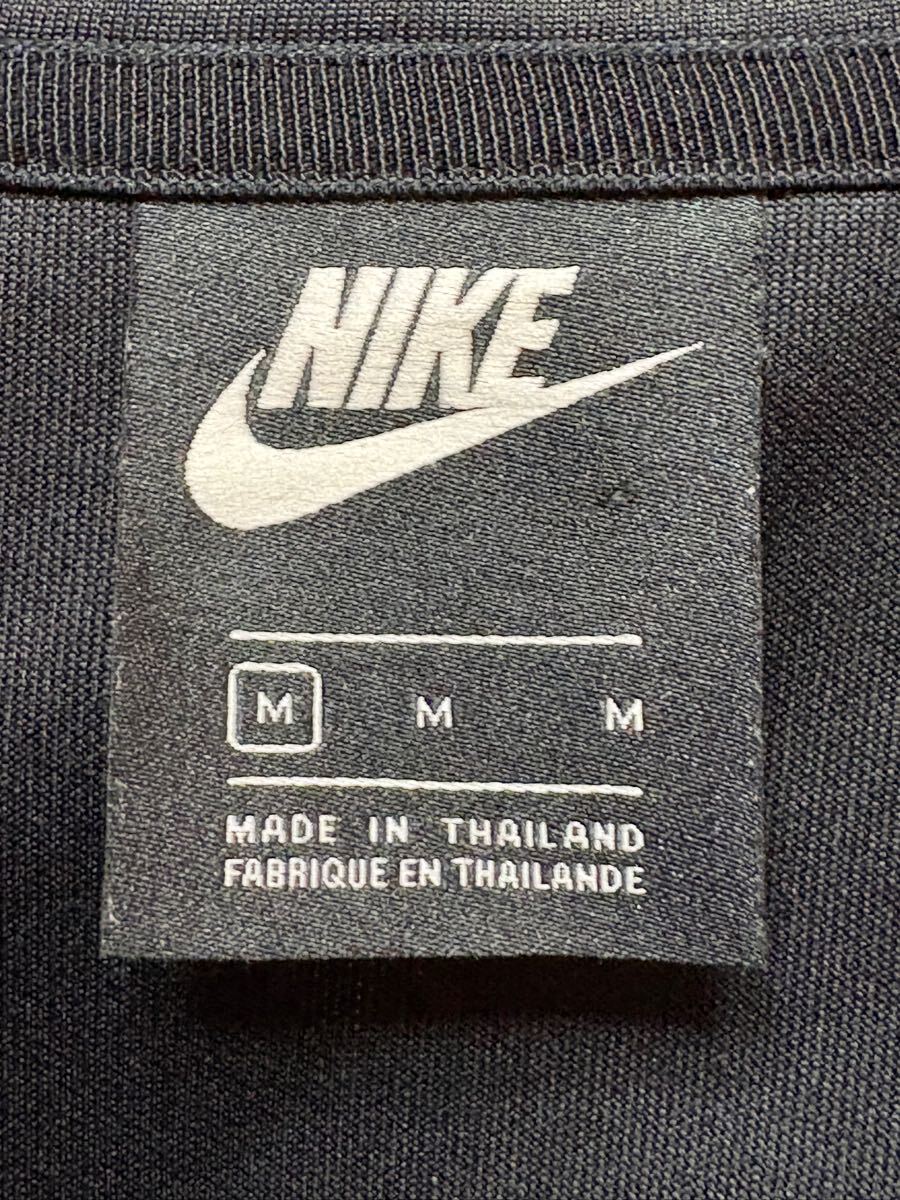 NIKE
M M M
MADE IN THAILAND
FABRIQUE EN THAILANDE